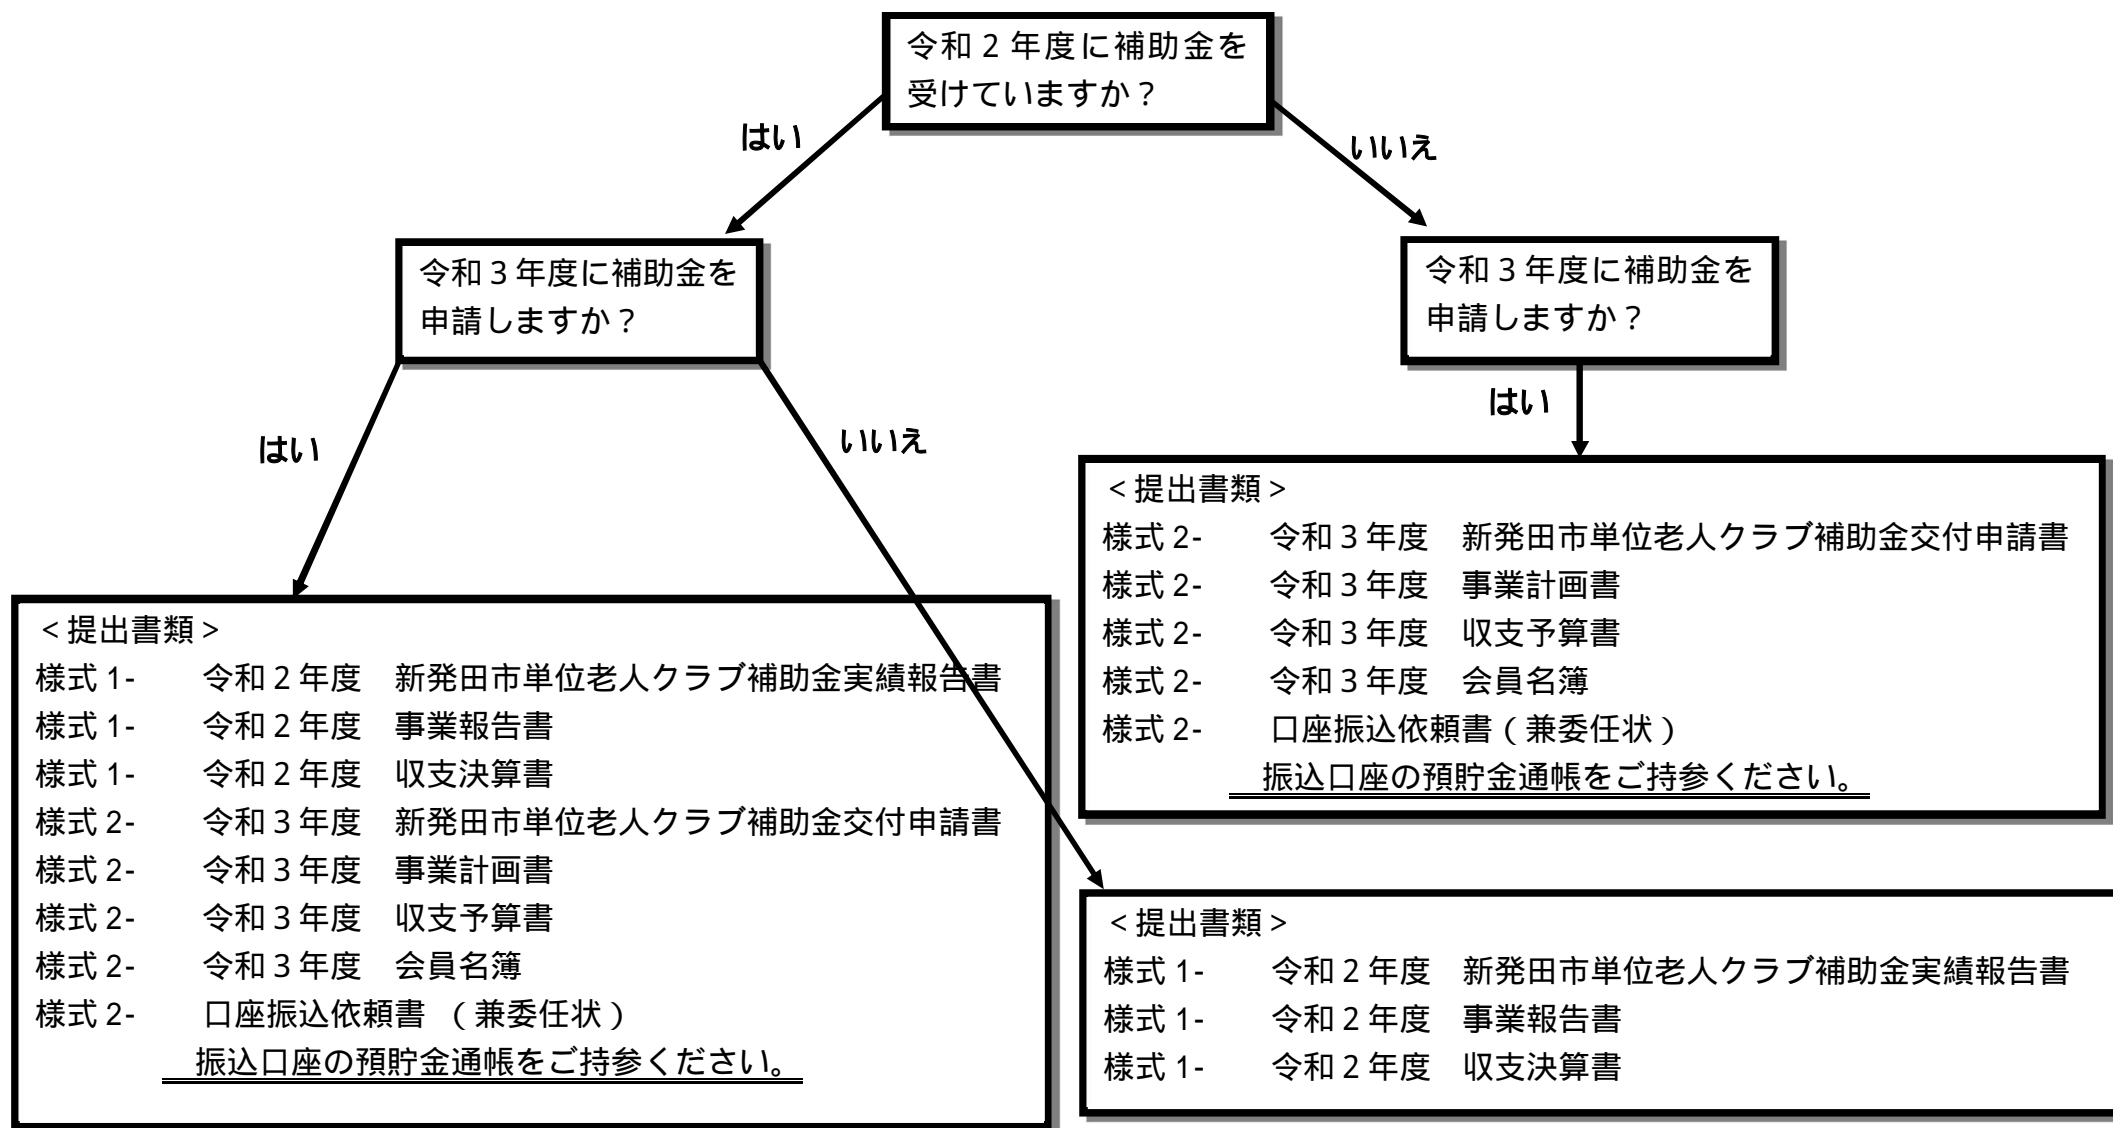 令和２年度に補助金を
受けていますか？
はい
いいえ
令和３年度に補助金を
申請しますか？
令和３年度に補助金を
申請しますか？
はい
いいえ
はい
＜提出書類＞
様式 2-　　令和３年度　新発田市単位老人クラブ補助金交付申請書
様式 2-　　令和３年度　事業計画書
様式 2-　　令和３年度　収支予算書
様式 2-　　令和３年度　会員名簿
様式 2-　　口座振込依頼書（兼委任状）
振込口座の預貯金通帳をご持参ください。
＜提出書類＞
様式 1-　　令和２年度　新発田市単位老人クラブ補助金実績報告書
様式 1-　　令和２年度　事業報告書
様式 1-　　令和２年度　収支決算書
様式 2-　　令和３年度　新発田市単位老人クラブ補助金交付申請書
様式 2-　　令和３年度　事業計画書
様式 2-　　令和３年度　収支予算書
様式 2-　　令和３年度　会員名簿
様式 2-　　口座振込依頼書　（兼委任状）
振込口座の預貯金通帳をご持参ください。
＜提出書類＞
様式 1-　　令和２年度　新発田市単位老人クラブ補助金実績報告書
様式 1-　　令和２年度　事業報告書
様式 1-　　令和２年度　収支決算書